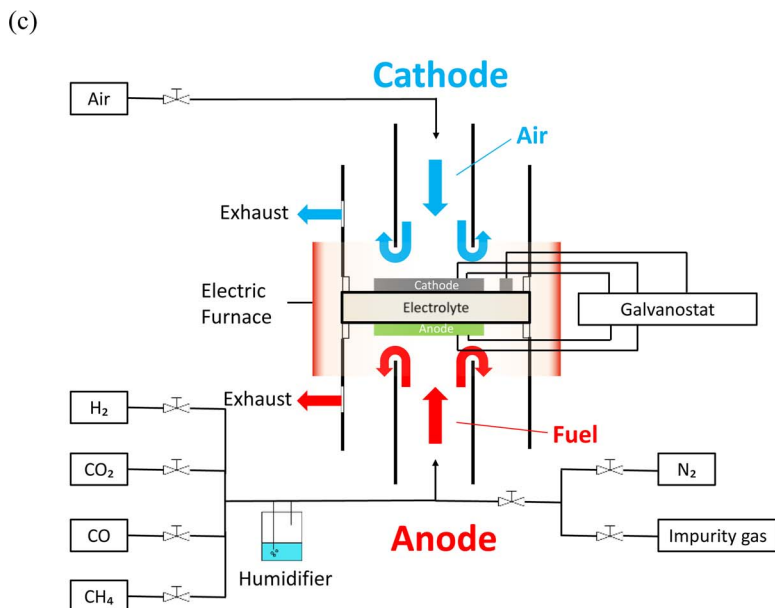 (c)
Cathode
Air
Air
Exhaust
Cathode
Electric
Furnace
Electrolyte
Galvanostat
Anode
Exhaust
H₂
Fuel
CO₂
N₂
CO
Anode
Impurity gas
Humidifier
CH₄